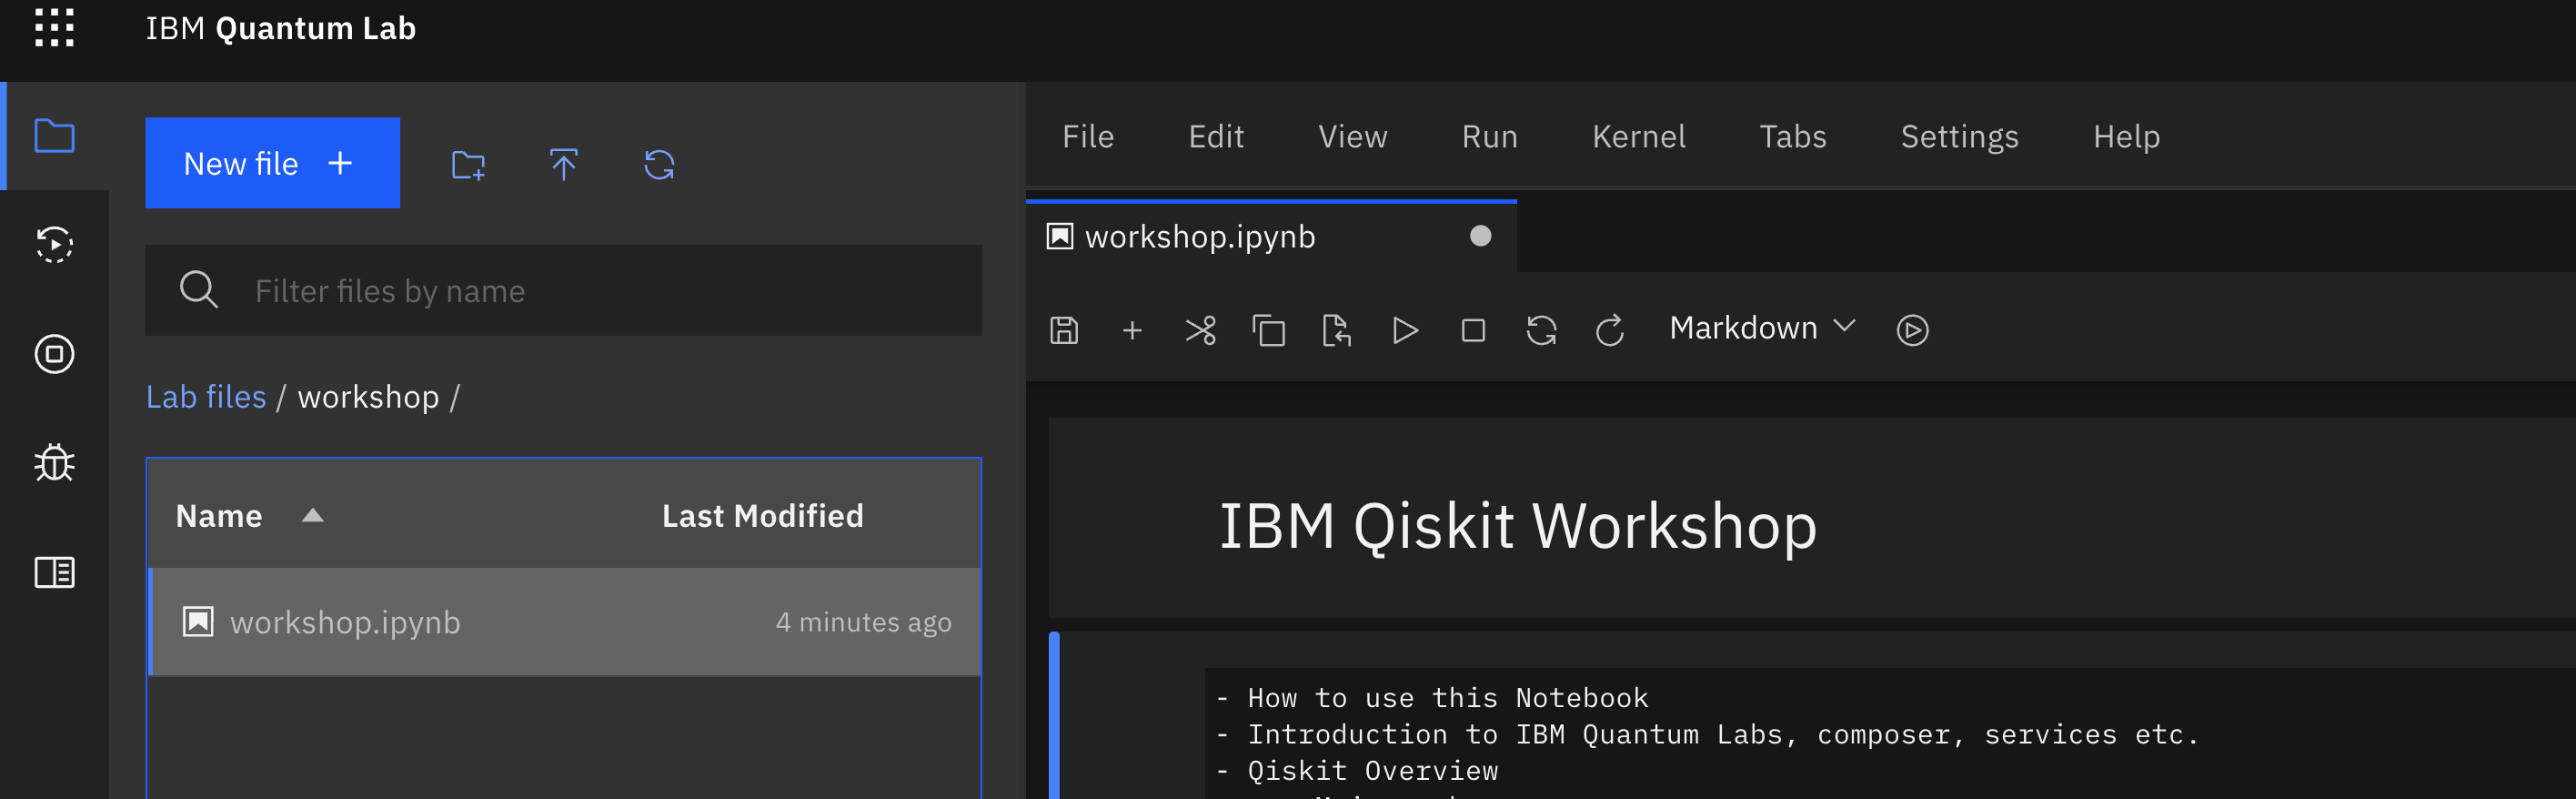 IBM Quantum Lab
New file +
Filter files by name
Lab files / workshop /
Name Last Modified
workshop.ipynb 4 minutes ago
File Edit View Run Kernel Tabs Settings Help
workshop.ipynb
Markdown
IBM Qiskit Workshop
- How to use this Notebook
- Introduction to IBM Quantum Labs, composer, services etc.
- Qiskit Overview